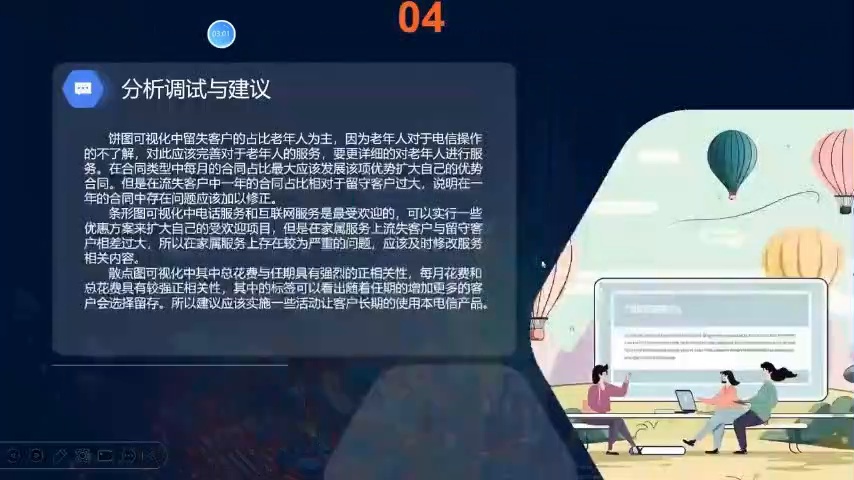 04
03:01
分析调试与建议
饼图可视化中留失客户的占比老年人为主，因为老年人对于电信操作
的不了解，对此应该完善对于老年人的服务，要更详细的对老年人进行服
务。在合同类型中每月的合同占比最大应该发展该项优势扩大自己的优势
合同。但是在流失客户中一年的合同占比相对于留守客户过大，说明在一
年的合同中存在问题应该加以修正。
条形图可视化中电话服务和互联网服务是最受欢迎的，可以实行一些
优惠方案来扩大自己的受欢迎项目，但是在家属服务上流失客户与留守客
户相差过大，所以在家属服务上存在较为严重的问题，应该及时修改服务
相关内容。
散点图可视化中其中总花费与任期具有强烈的正相关性，每月花费和
总花费具有较强正相关性，其中的标签可以看出随着任期的增加更多的客
户会选择留存。所以建议应该实施一些活动让客户长期的使用本电信产品。